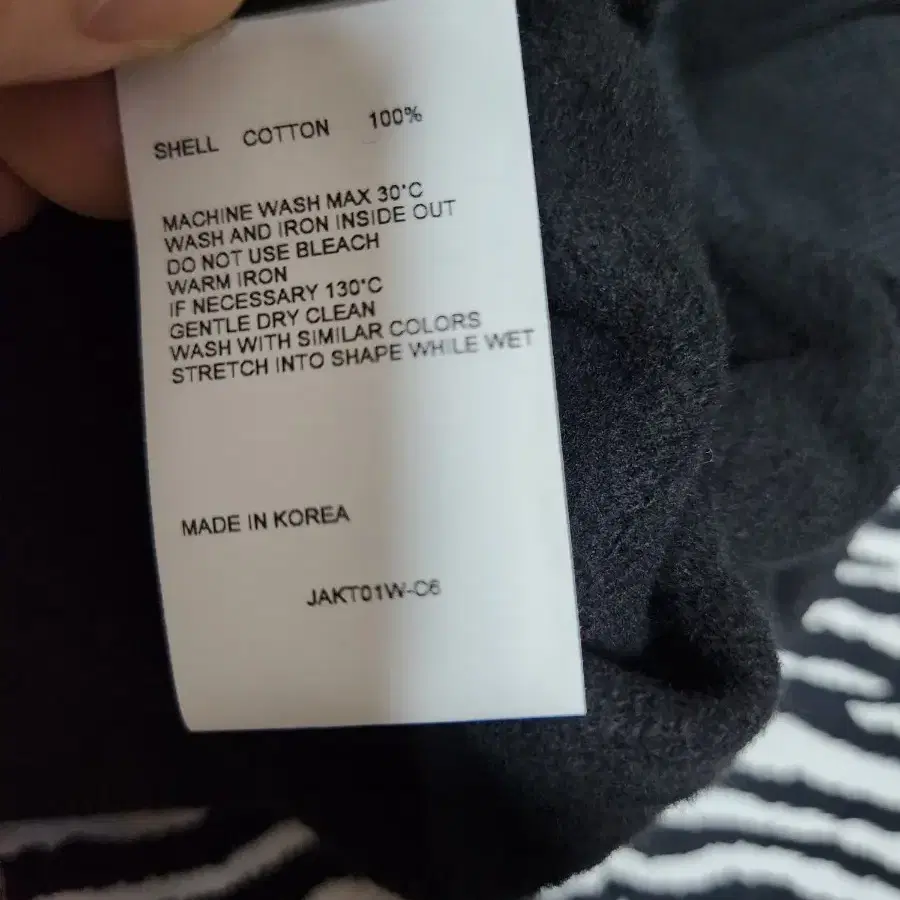 SHELL COTTON 100%
MACHINE WASH MAX 30°C
WASH AND IRON INSIDE OUT
DO NOT USE BLEACH
WARM IRON
IF NECESSARY 130°C
GENTLE DRY CLEAN
WASH WITH SIMILAR COLORS
STRETCH INTO SHAPE WHILE WET
MADE IN KOREA
JAKT01W-C6